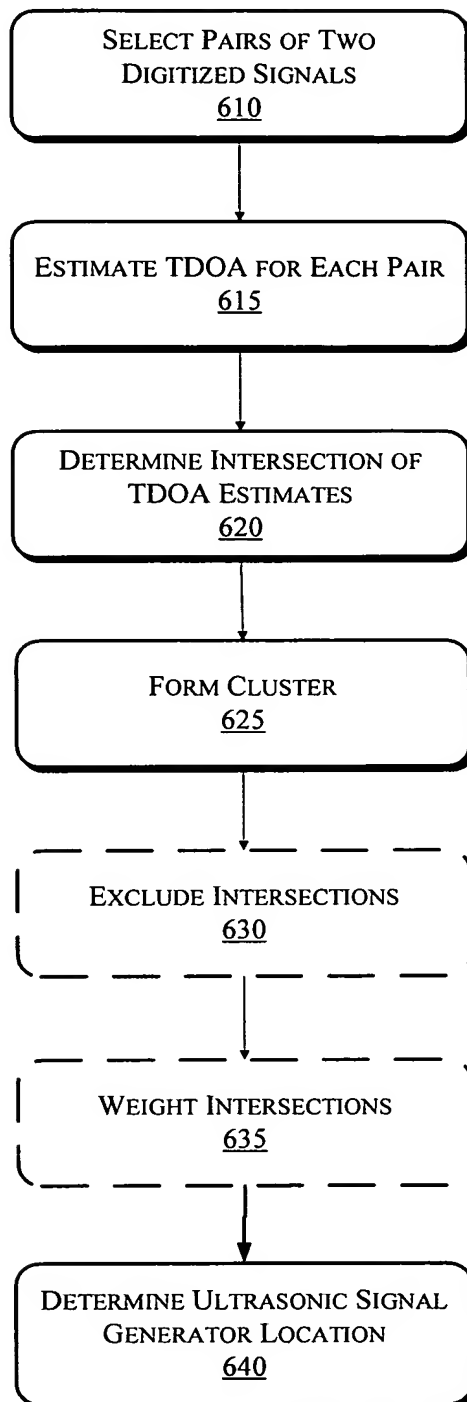 SELECT PAIRS OF TWO
DIGITIZED SIGNALS
610
ESTIMATE TDOA FOR EACH PAIR
615
DETERMINE INTERSECTION OF
TDOA ESTIMATES
620
FORM CLUSTER
625
EXCLUDE INTERSECTIONS
630
WEIGHT INTERSECTIONS
635
DETERMINE ULTRASONIC SIGNAL
GENERATOR LOCATION
640